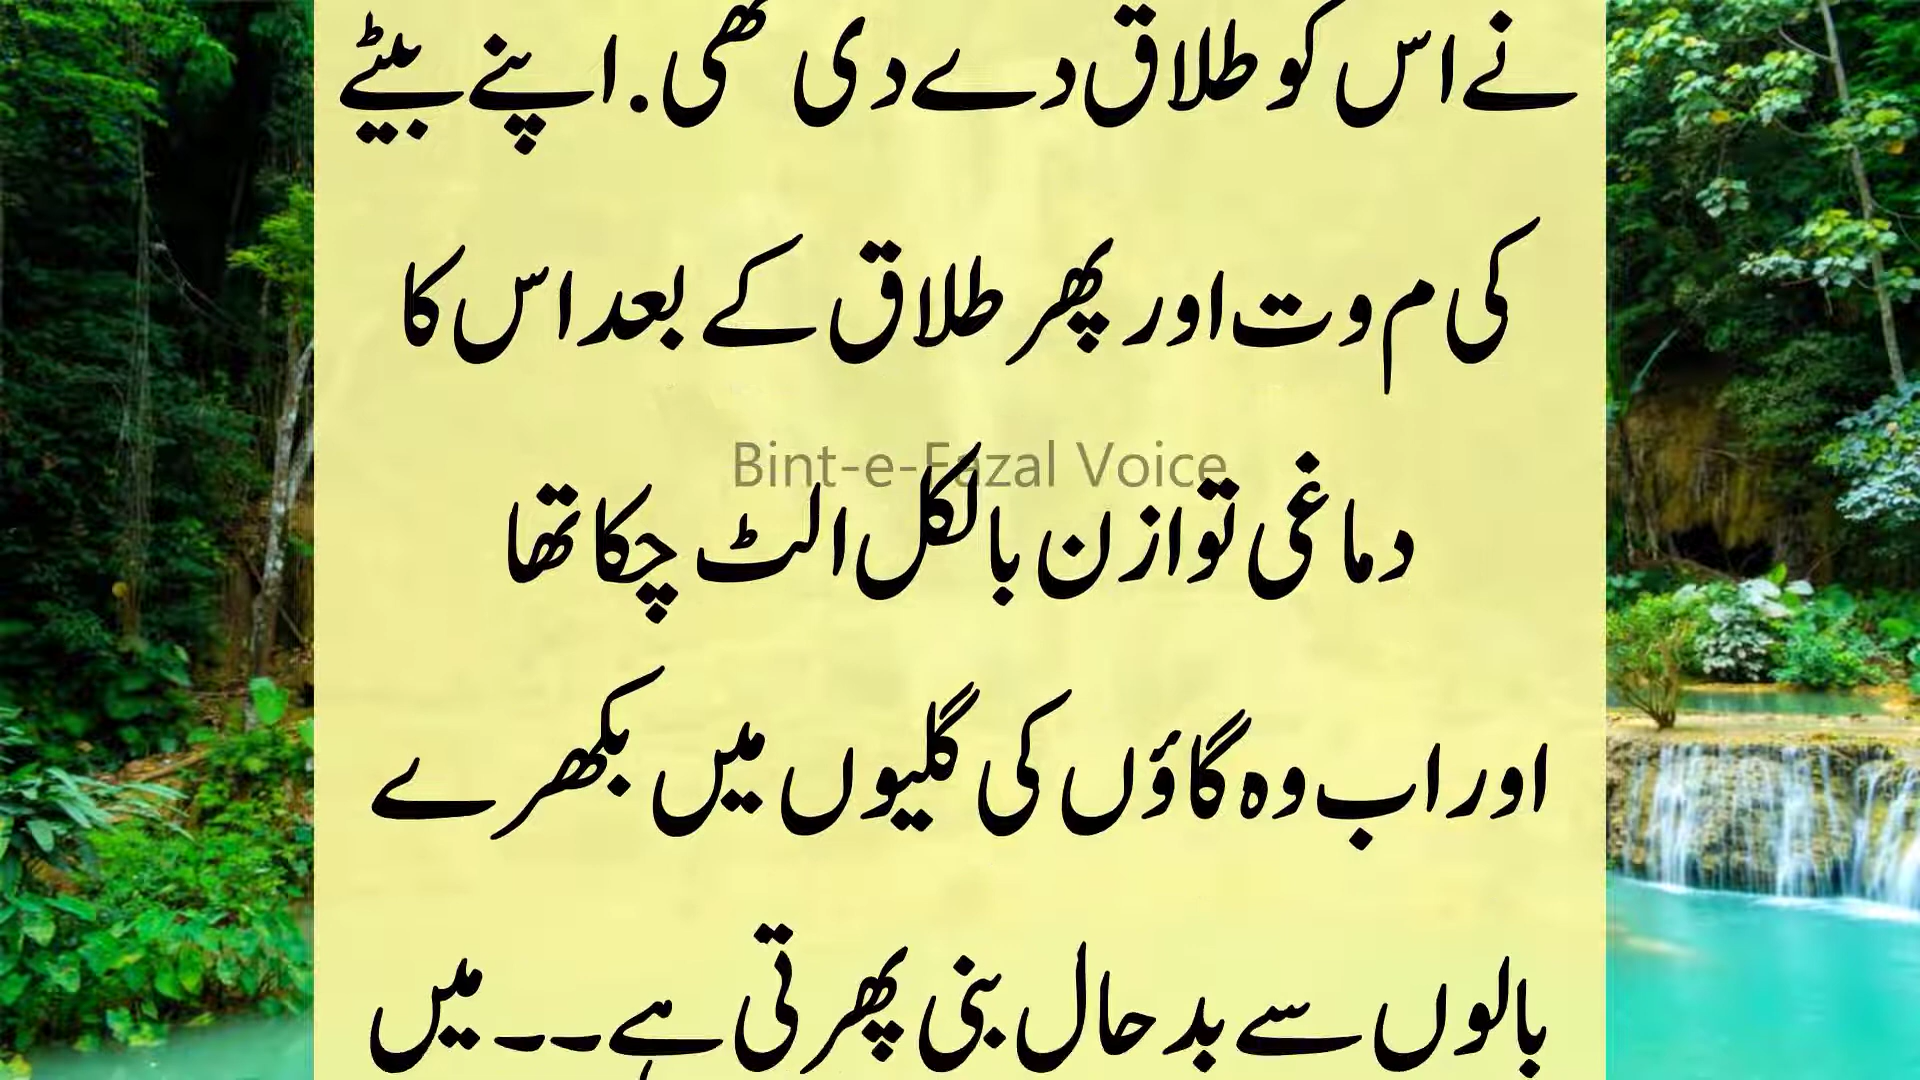 نے اس کو طلاق دے دی تھی. اپنے بیٹے
کی م وت اور پھر طلاق کے بعد اس کا
Bint-e-Fazal Voice
دماغی توازن بالکل الٹ چکا تھا
اور اب وہ گاؤں کی گلیوں میں بکھرے
بالوں سے بد حال بنی پھرتی ہے۔۔ میں